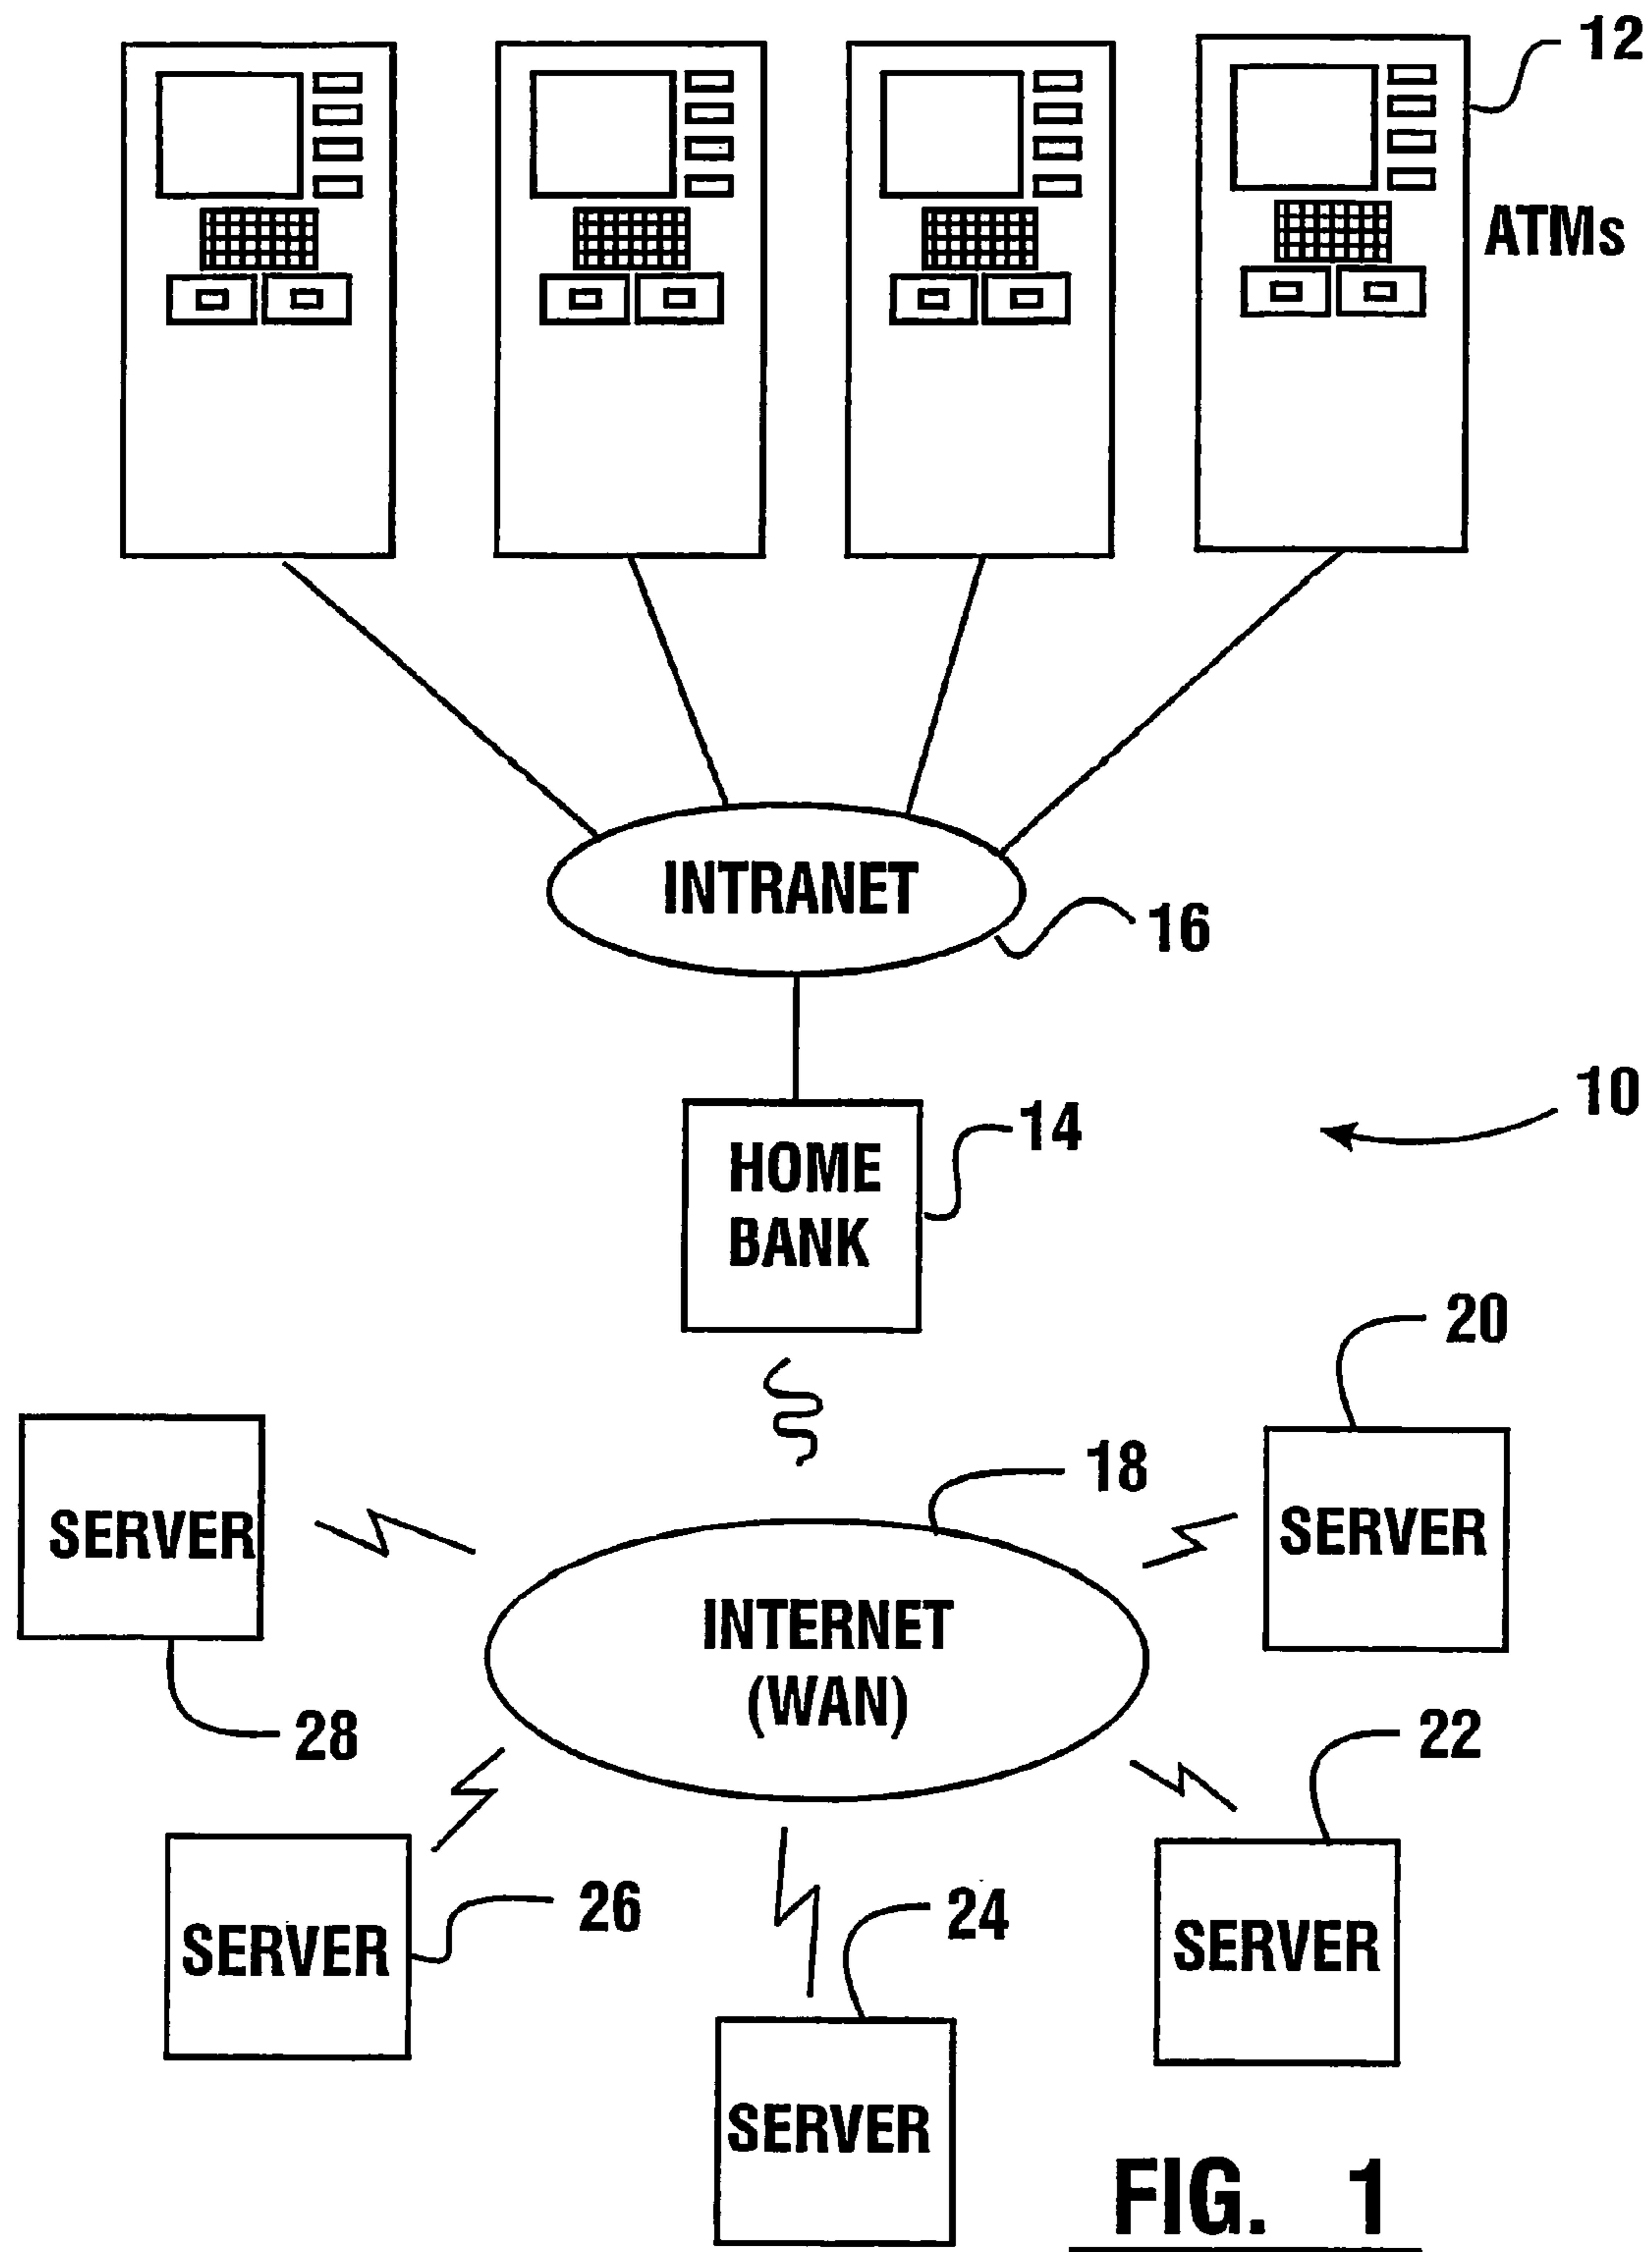 12
ATMs
INTRANET
16
10
14
HOME
BANK
20
18
SERVER
SERVER
INTERNET
(WAN)
28
22
26
24
SERVER
SERVER
SERVER
FIG. 1